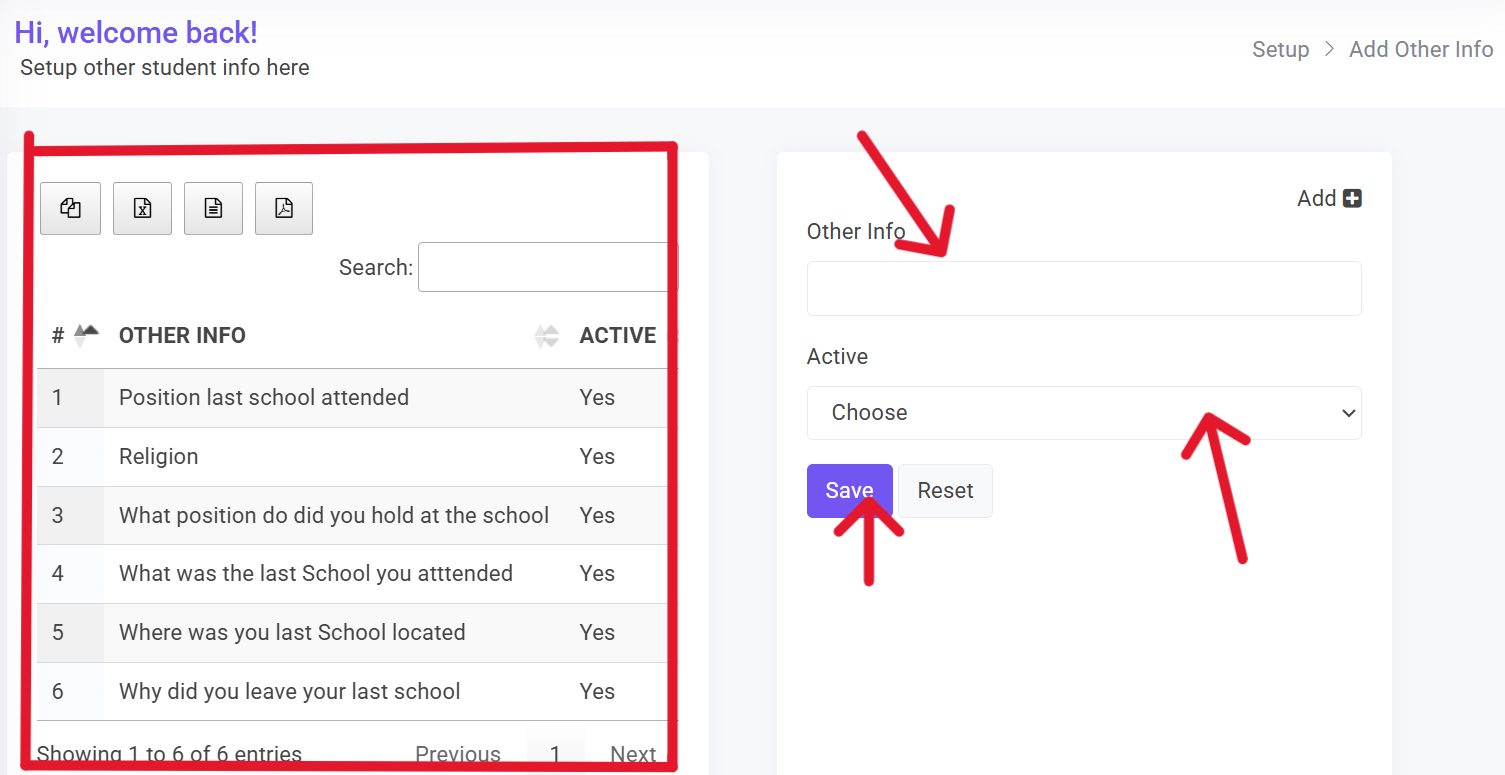 Hi, welcome back!
Setup other student info here
Setup > Add Other Info
Search:
# OTHER INFO ACTIVE
1 Position last school attended Yes
2 Religion Yes
3 What position do did you hold at the school Yes
4 What was the last School you atttended Yes
5 Where was you last School located Yes
6 Why did you leave your last school Yes
Showing 1 to 6 of 6 entries Previous 1 Next
Add
Other Info
Active
Choose
Save Reset